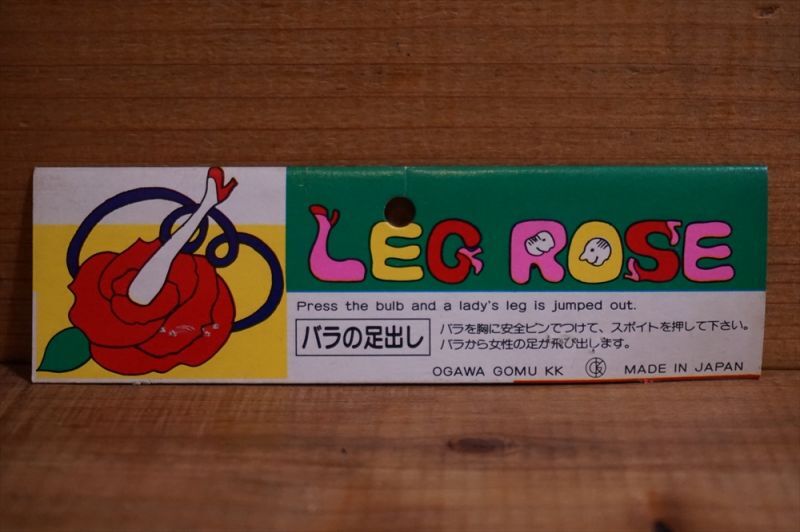 LEG ROSE
Press the bulb and a lady's leg is jumped out.
バラの足出し
バラを胸に安全ピンでつけて、スポイトを押して下さい。
バラから女性の足が飛び出します。
OGAWA GOMU KK
MADE IN JAPAN